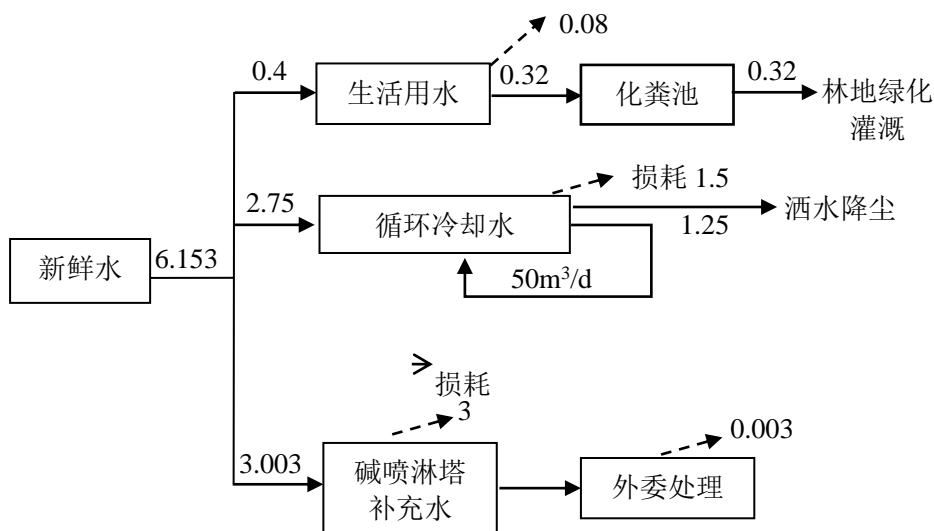 0.08
0.4
生活用水
0.32
化粪池
0.32
林地绿化
灌溉
损耗 1.5
2.75
循环冷却水
1.25
洒水降尘
新鲜水
6.153
50m³/d
损耗
3
0.003
3.003
碱喷淋塔
补充水
外委处理